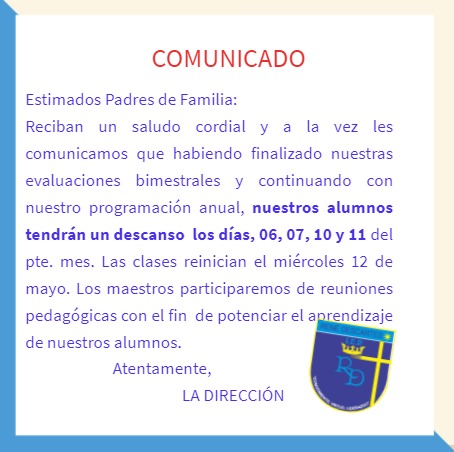 COMUNICADO
Estimados Padres de Familia:
Reciban un saludo cordial y a la vez les
comunicamos que habiendo finalizado nuestras
evaluaciones bimestrales y continuando con
nuestro programación anual, nuestros alumnos
tendrán un descanso los días, 06, 07, 10 y 11 del
pte. mes. Las clases reinician el miércoles 12 de
mayo. Los maestros participaremos de reuniones
pedagógicas con el fin de potenciar el aprendizaje
de nuestros alumnos.
Atentamente,
LA DIRECCIÓN
RENE DESCARTES
I.E.P.
RD